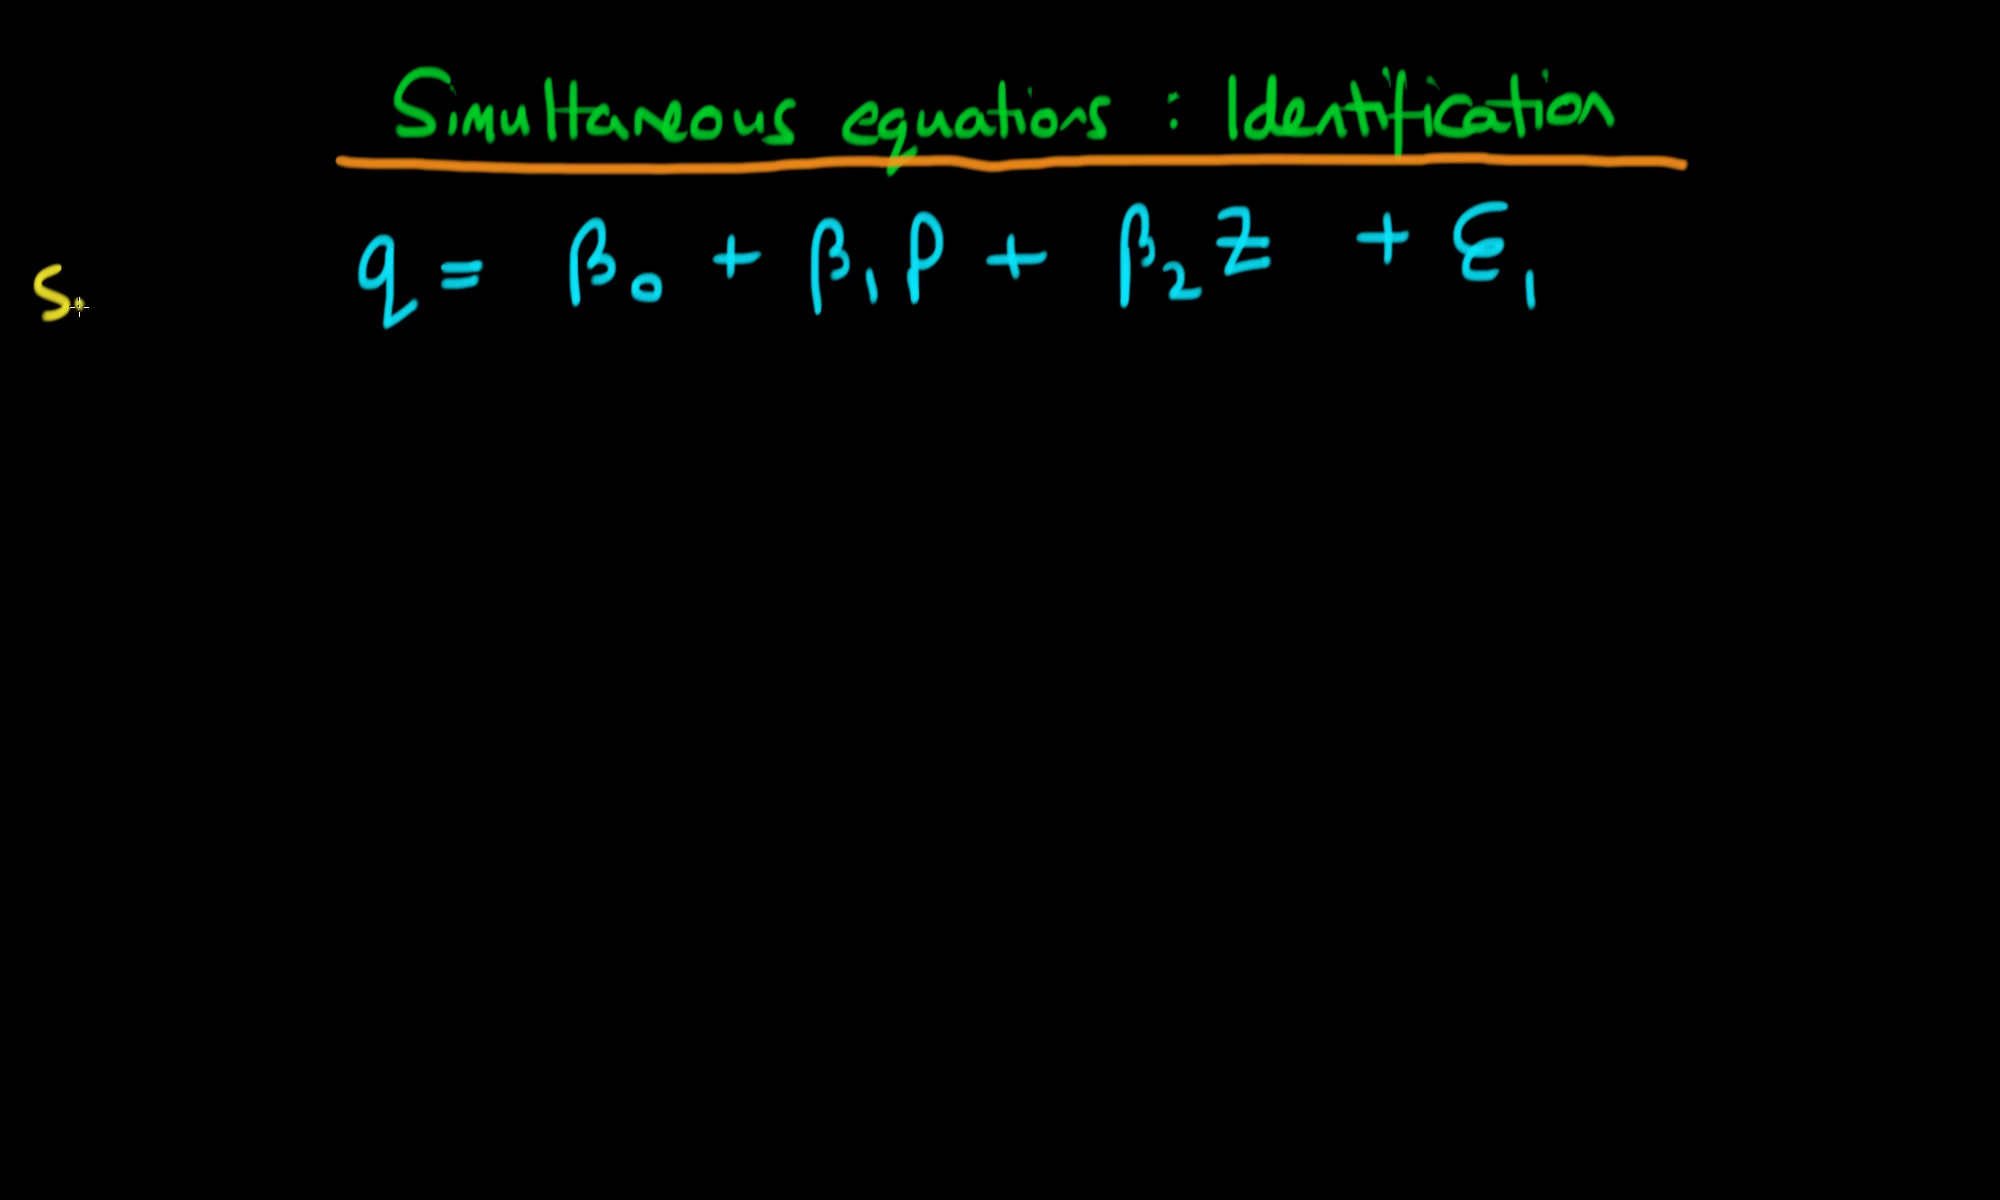 Simultaneous equations : Identification
S. q = β₀ + β₁p + β₂z + ε₁